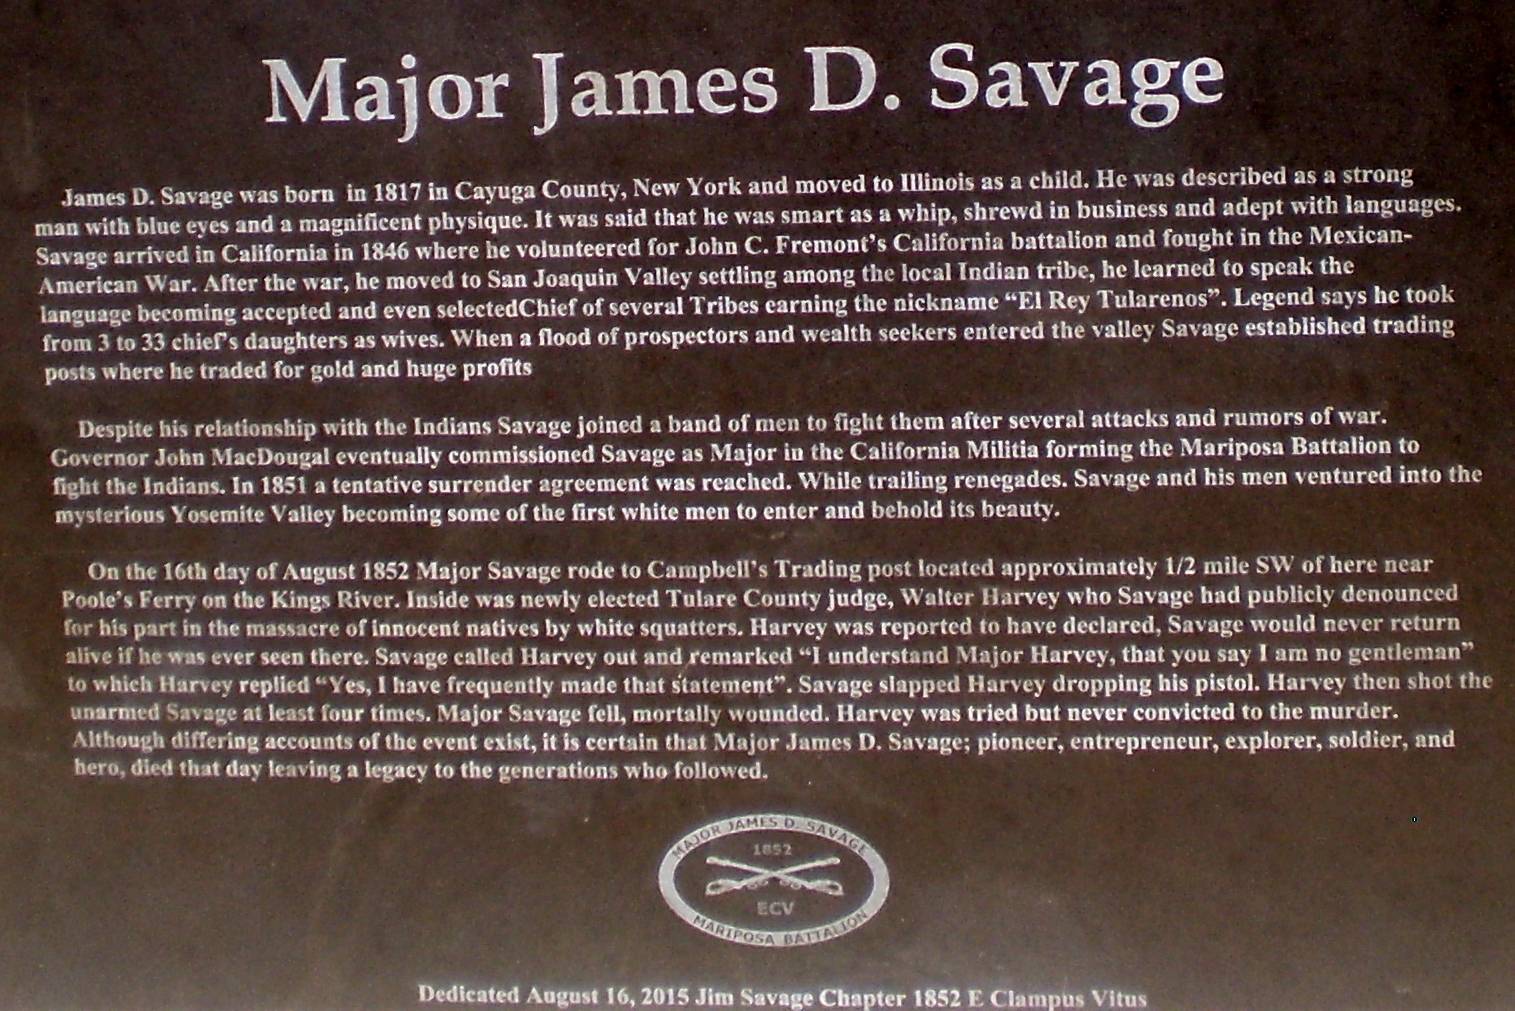 Major James D. Savage
James D. Savage was born in 1817 in Cayuga County, New York and moved to Illinois as a child. He was described as a strong
man with blue eyes and a magnificent physique. It was said that he was smart as a whip, shrewd in business and adept with languages.
Savage arrived in California in 1846 where he volunteered for John C. Fremont's California battalion and fought in the Mexican-
American War. After the war, he moved to San Joaquin Valley settling among the local Indian tribe, he learned to speak the
language becoming accepted and even selectedChief of several Tribes earning the nickname “El Rey Tularenos”. Legend says he took
from 3 to 33 chief's daughters as wives. When a flood of prospectors and wealth seekers entered the valley Savage established trading
posts where he traded for gold and huge profits
Despite his relationship with the Indians Savage joined a band of men to fight them after several attacks and rumors of war.
Governor John MacDougal eventually commissioned Savage as Major in the California Militia forming the Mariposa Battalion to
fight the Indians. In 1851 a tentative surrender agreement was reached. While trailing renegades. Savage and his men ventured into the
mysterious Yosemite Valley becoming some of the first white men to enter and behold its beauty.
On the 16th day of August 1852 Major Savage rode to Campbell's Trading post located approximately 1/2 mile SW of here near
Poole's Ferry on the Kings River. Inside was newly elected Tulare County judge, Walter Harvey who Savage had publicly denounced
for his part in the massacre of innocent natives by white squatters. Harvey was reported to have declared, Savage would never return
alive if he was ever seen there. Savage called Harvey out and remarked “I understand Major Harvey, that you say I am no gentleman”
to which Harvey replied “Yes, I have frequently made that statement”. Savage slapped Harvey dropping his pistol. Harvey then shot the
unarmed Savage at least four times. Major Savage fell, mortally wounded. Harvey was tried but never convicted to the murder.
Although differing accounts of the event exist, it is certain that Major James D. Savage; pioneer, entrepreneur, explorer, soldier, and
hero, died that day leaving a legacy to the generations who followed.
MAJOR JAMES D. SAVAGE
1852
ECV
MARIPOSA BATTALION
Dedicated August 16, 2015 Jim Savage Chapter 1852 E Clampus Vitus